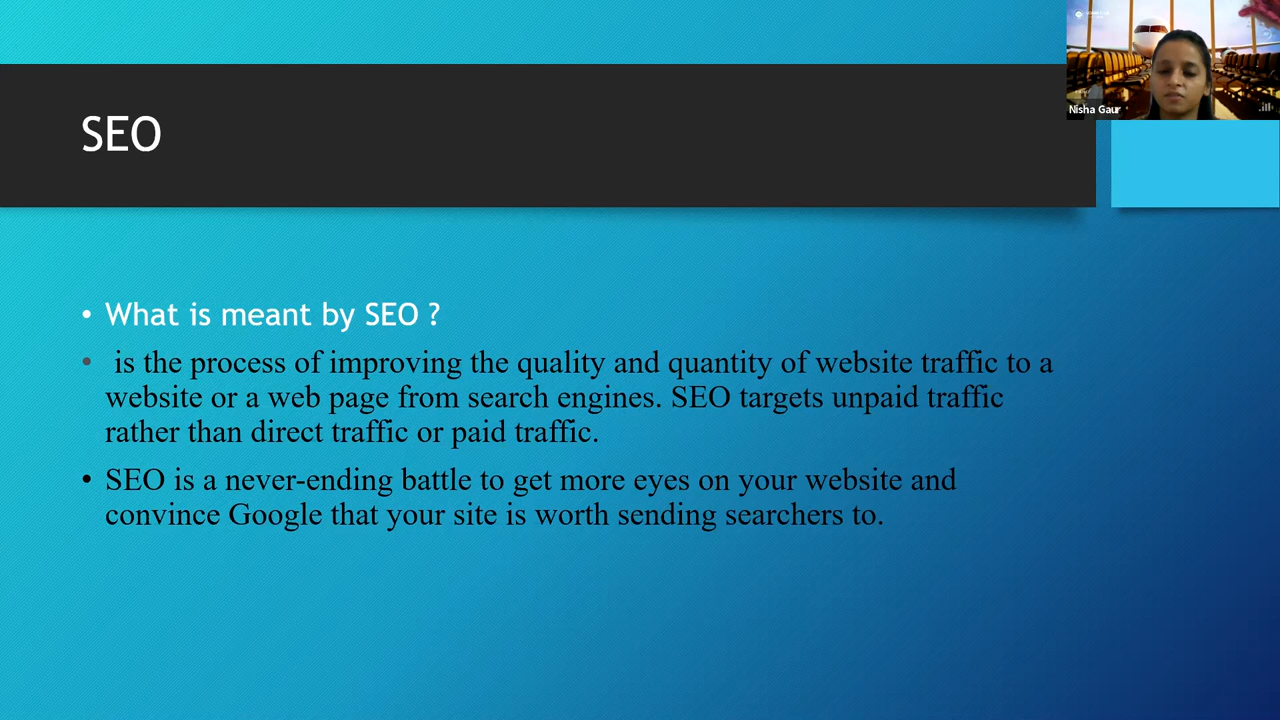 SEO
Nisha Gaur
• What is meant by SEO ?
• is the process of improving the quality and quantity of website traffic to a
website or a web page from search engines. SEO targets unpaid traffic
rather than direct traffic or paid traffic.
• SEO is a never-ending battle to get more eyes on your website and
convince Google that your site is worth sending searchers to.